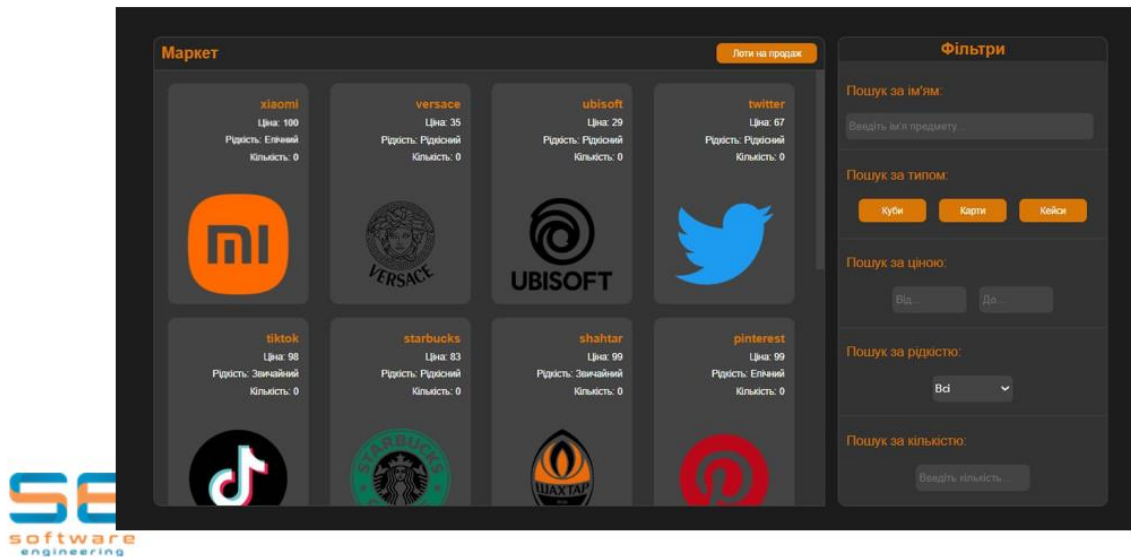 Маркет
Лоти на продаж
xiaomi
Ціна: 100
Рідкість: Епічний
Кількість: 0
versace
Ціна: 35
Рідкість: Рідкісний
Кількість: 0
VERSACE
ubisoft
Ціна: 29
Рідкість: Рідкісний
Кількість: 0
UBISOFT
twitter
Ціна: 67
Рідкість: Рідкісний
Кількість: 0
tiktok
Ціна: 98
Рідкість: Звичайний
Кількість: 0
starbucks
Ціна: 83
Рідкість: Рідкісний
Кількість: 0
STARBUCKS
shahtar
Ціна: 99
Рідкість: Звичайний
Кількість: 0
ШАХТАР
pinterest
Ціна: 99
Рідкість: Епічний
Кількість: 0
Фільтри
Пошук за ім'ям:
Введіть ім'я предмету...
Пошук за типом:
Куби Карти Кейси
Пошук за ціною:
Від... До...
Пошук за рідкістю:
Всі
Пошук за кількістю:
Введіть кількість...
SE
software
engineering